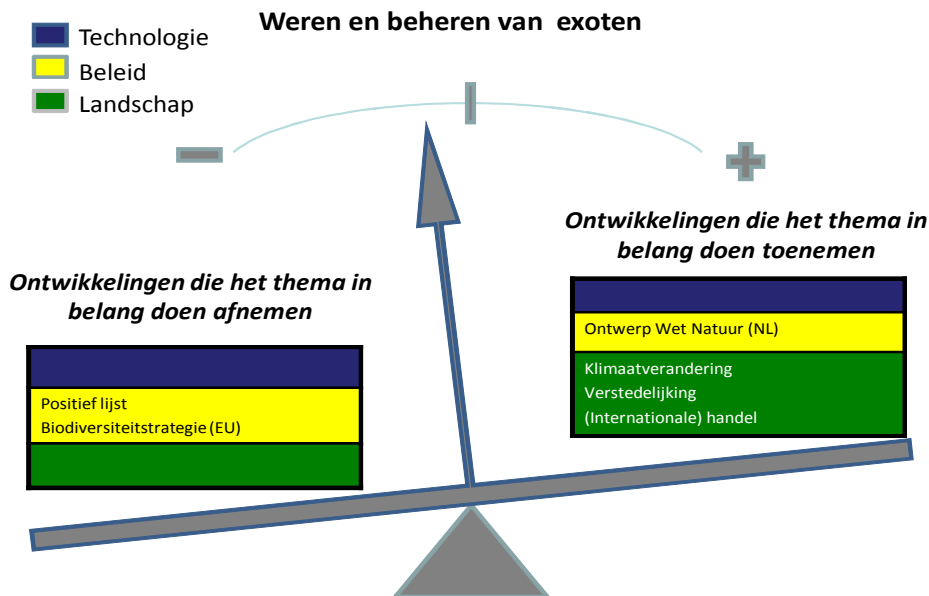 Weren en beheren van exoten
Technologie
Beleid
Landschap
Ontwikkelingen die het thema in
belang doen toenemen
Ontwerp Wet Natuur (NL)
Klimaatverandering
Verstedelijking
(Internationale) handel
Ontwikkelingen die het thema in
belang doen afnemen
Positief lijst
Biodiversiteitstrategie (EU)